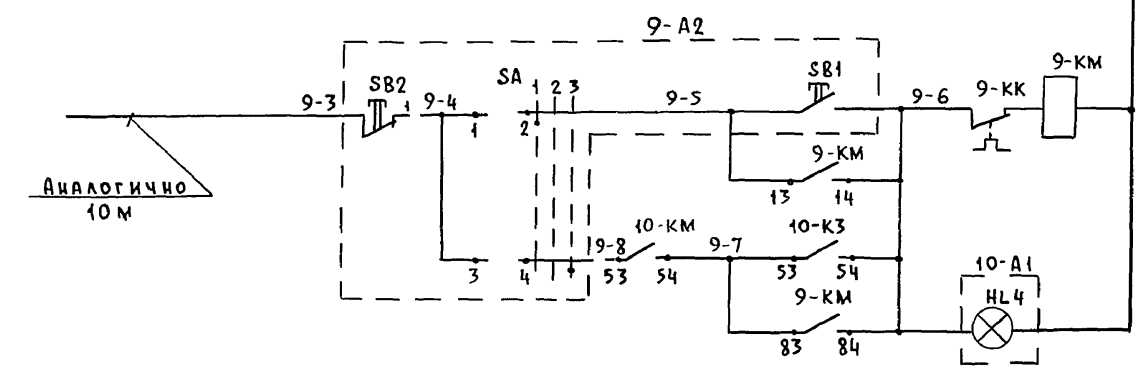 9-А2
9-КМ
SB2
SA
1 2 3
SB1
9-КК
9-3
1
9-4
9-5
9-6
1
2
9-КМ
13
14
Аналогично
10м
10-КМ
9-8
9-7
10-К3
3
4
53
54
53
54
10-А1
9-КМ
HL4
83
84